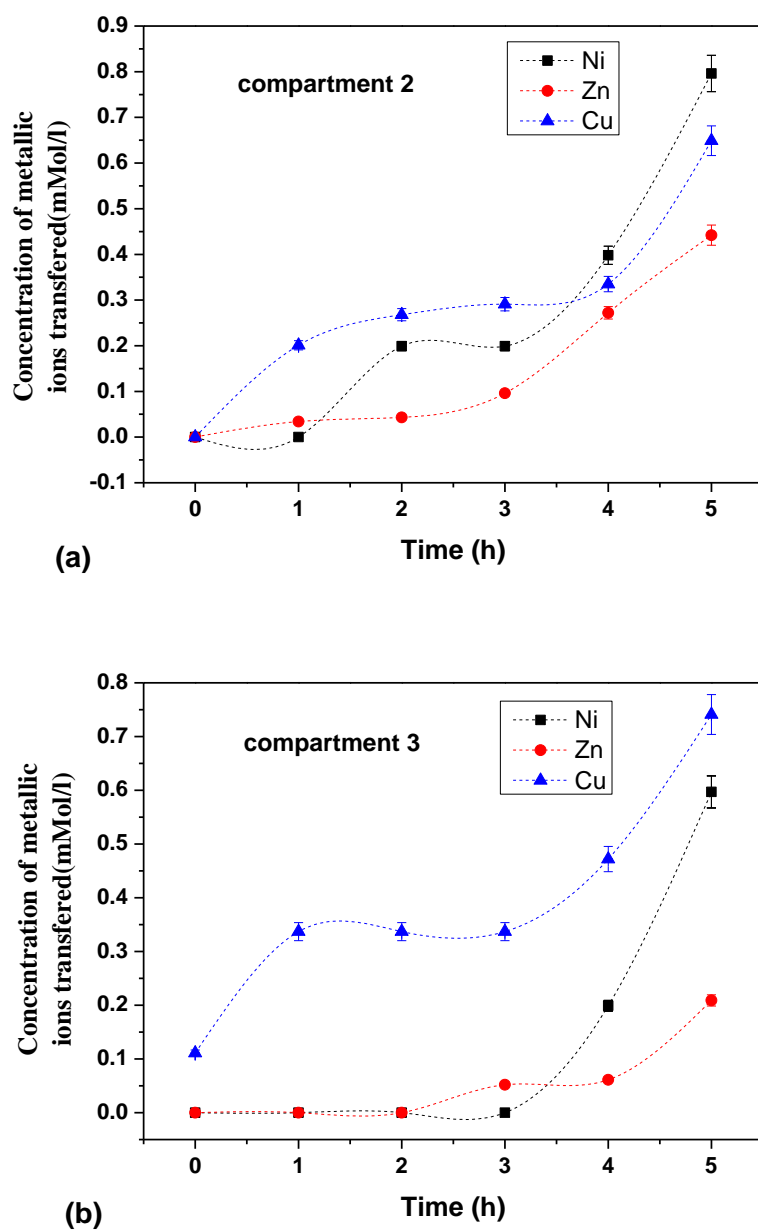 0.9
0.8
0.7
0.6
0.5
0.4
0.3
0.2
0.1
0.0
-0.1
Concentration of metallic
ions transfered(mMol/l)
compartment 2
Ni
Zn
Cu
0 1 2 3 4 5
Time (h)
(a)
0.8
0.7
0.6
0.5
0.4
0.3
0.2
0.1
0.0
Concentration of metallic
ions transfered(mMol/l)
compartment 3
Ni
Zn
Cu
0 1 2 3 4 5
Time (h)
(b)